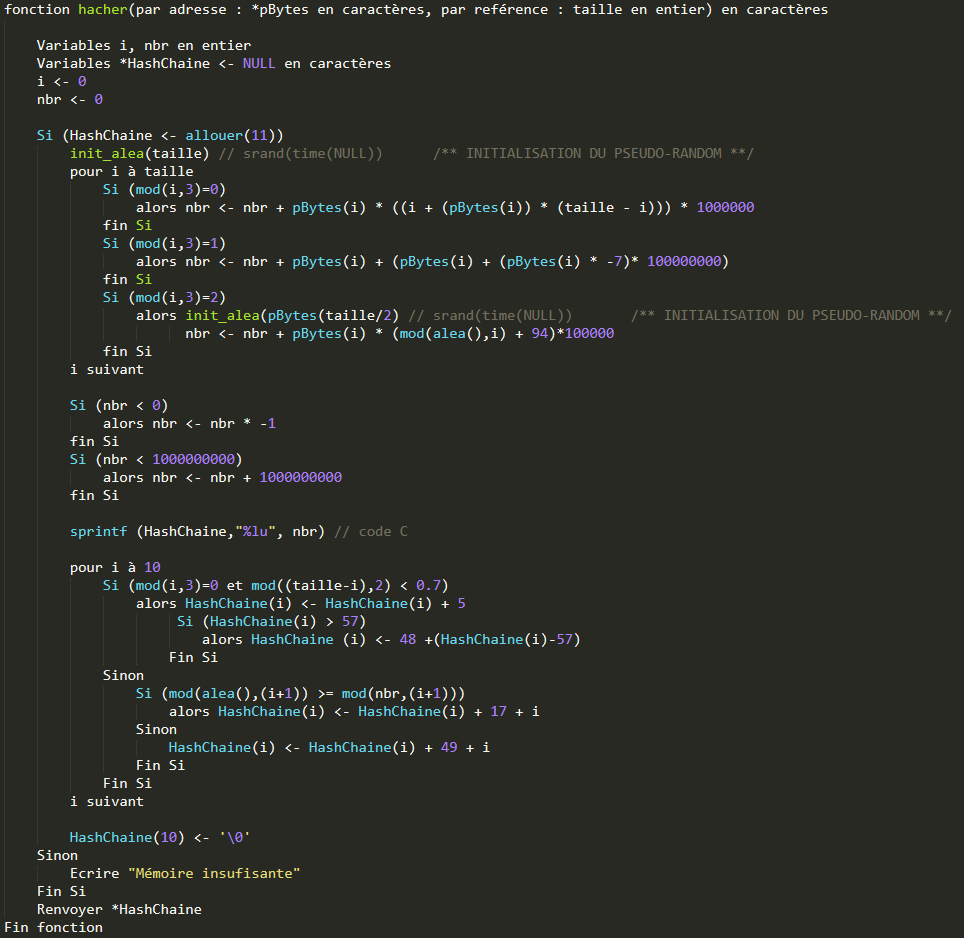 fonction hacher(par adresse : *pBytes en caractères, par reférence : taille en entier) en caractères
Variables i, nbr en entier
Variables *HashChaine <- NULL en caractères
i <- 0
nbr <- 0
Si (HashChaine <- allouer(11))
init_alea(taille) // srand(time(NULL)) /** INITIALISATION DU PSEUDO-RANDOM **/
pour i à taille
Si (mod(i,3)=0)
alors nbr <- nbr + pBytes(i) * ((i + (pBytes(i)) * (taille - i))) * 1000000
fin Si
Si (mod(i,3)=1)
alors nbr <- nbr + pBytes(i) + (pBytes(i) + (pBytes(i) * -7)* 100000000)
fin Si
Si (mod(i,3)=2)
alors init_alea(pBytes(taille/2) // srand(time(NULL)) /** INITIALISATION DU PSEUDO-RANDOM **/
nbr <- nbr + pBytes(i) * (mod(alea(),i) + 94)*100000
fin Si
i suivant
Si (nbr < 0)
alors nbr <- nbr * -1
fin Si
Si (nbr < 1000000000)
alors nbr <- nbr + 1000000000
fin Si
sprintf (HashChaine,"%lu", nbr) // code C
pour i à 10
Si (mod(i,3)=0 et mod((taille-i),2) < 0.7)
alors HashChaine(i) <- HashChaine(i) + 5
Si (HashChaine(i) > 57)
alors HashChaine (i) <- 48 +(HashChaine(i)-57)
Fin Si
Sinon
Si (mod(alea(),(i+1)) >= mod(nbr,(i+1)))
alors HashChaine(i) <- HashChaine(i) + 17 + i
Sinon
HashChaine(i) <- HashChaine(i) + 49 + i
Fin Si
Fin Si
i suivant
HashChaine(10) <- '\0'
Sinon
Ecrire "Mémoire insufisante"
Fin Si
Renvoyer *HashChaine
Fin fonction